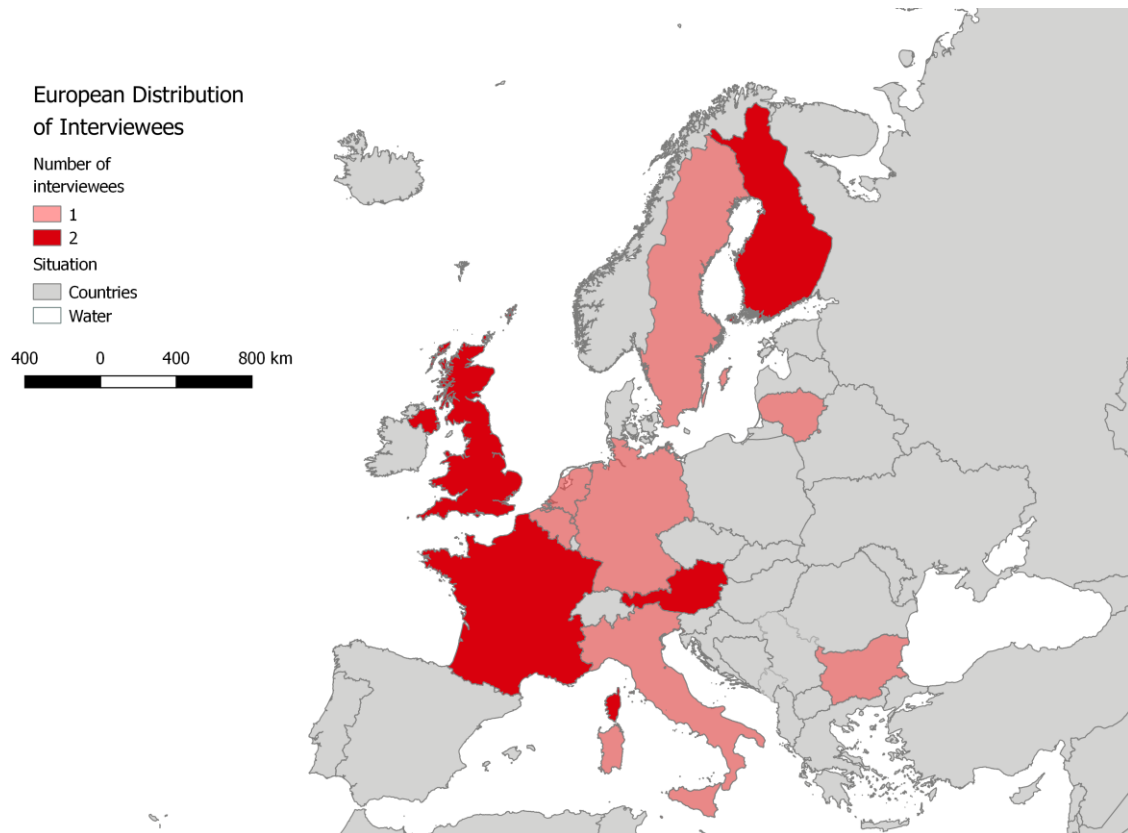 European Distribution
of Interviewees
Number of
interviewees
1
2
Situation
Countries
Water
400 0 400 800 km